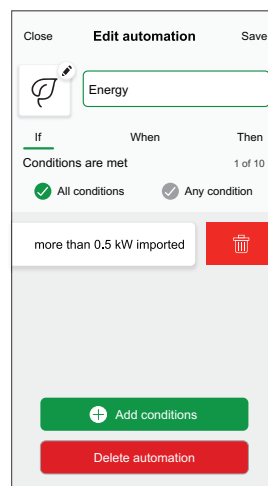 Close Edit automation Save
Energy
If When Then
Conditions are met 1 of 10
All conditions Any condition
more than 0.5 kW imported
Add conditions
Delete automation